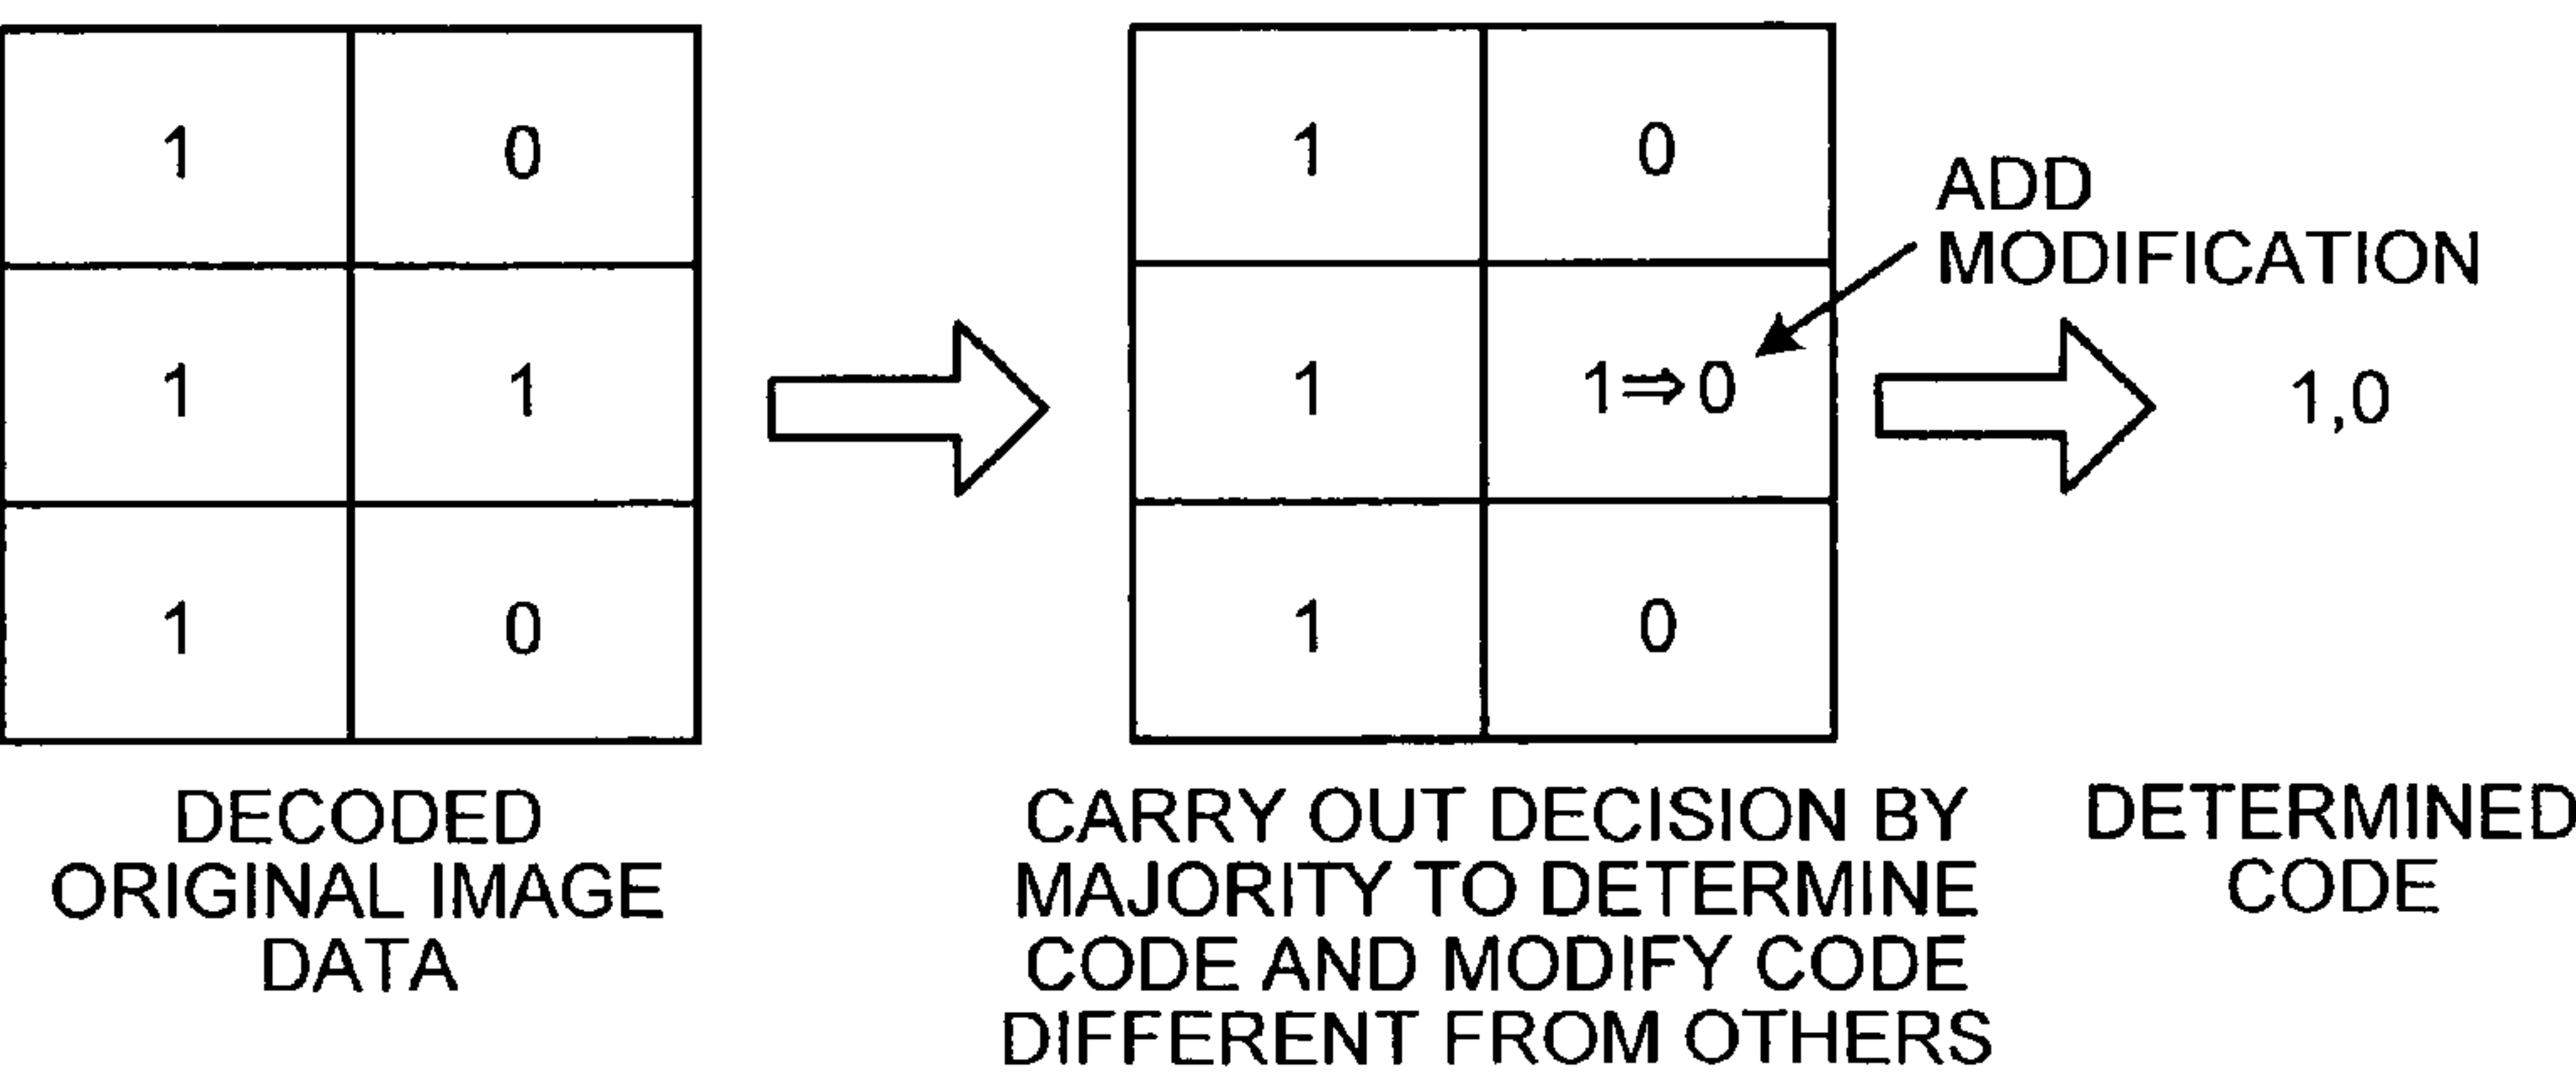 1 0
1 1
1 0
DECODED
ORIGINAL IMAGE
DATA
1 0
1 1⇒0
1 0
ADD
MODIFICATION
CARRY OUT DECISION BY
MAJORITY TO DETERMINE
CODE AND MODIFY CODE
DIFFERENT FROM OTHERS
1,0
DETERMINED
CODE